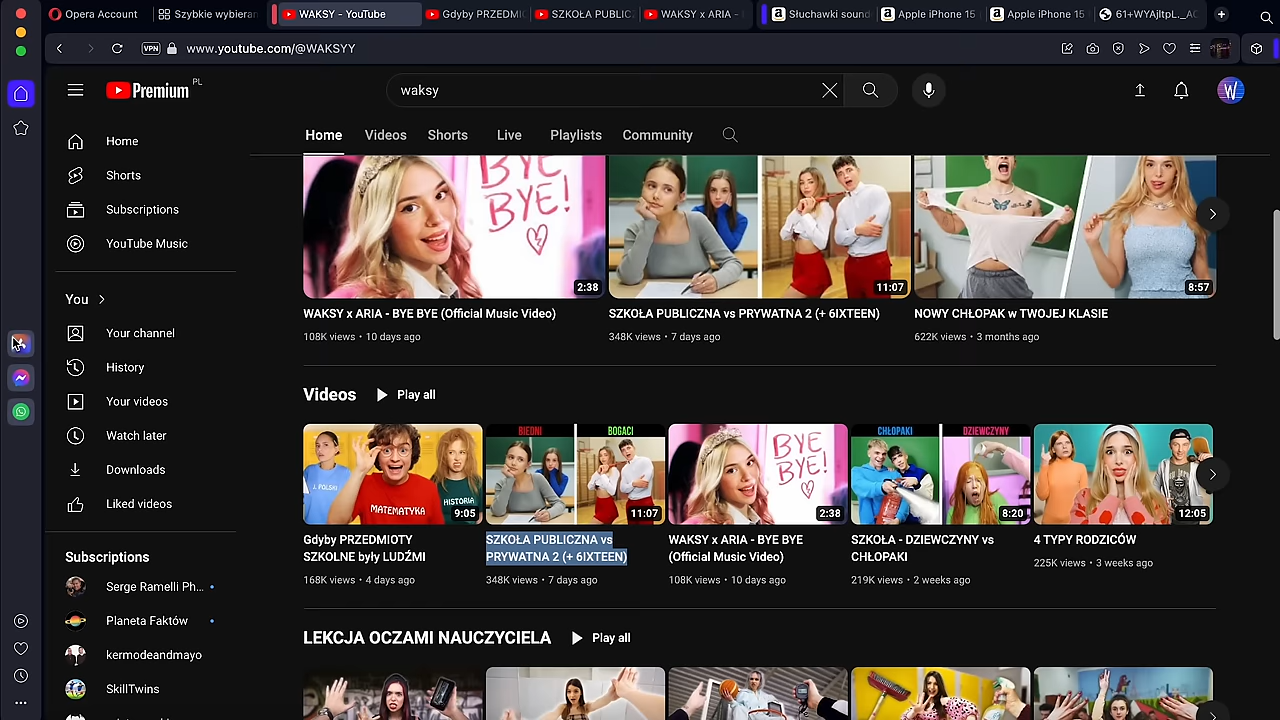 Opera Account
Szybkie wybieran
WAKSY - YouTube
Gdyby PRZEDMIO
SZKOŁA PUBLICZ
WAKSY x ARIA -
Słuchawki sound
Apple iPhone 15
Apple iPhone 15
61+WYAjltpL._AC
VPN
www.youtube.com/@WAKSYY
Premium PL
waksy
W
Home
Videos
Shorts
Live
Playlists
Community
Home
Shorts
Subscriptions
YouTube Music
You
Your channel
History
Your videos
Watch later
Downloads
Liked videos
Subscriptions
Serge Ramelli Ph...
Planeta Faktów
kermodeandmayo
SkillTwins
BYE
BYE!
2:38
11:07
8:57
WAKSY x ARIA - BYE BYE (Official Music Video)
108K views • 10 days ago
SZKOŁA PUBLICZNA vs PRYWATNA 2 (+ 6IXTEEN)
348K views • 7 days ago
NOWY CHŁOPAK w TWOJEJ KLASIE
622K views • 3 months ago
Videos
Play all
J. POLSKI
MATEMATYKA
HISTORIA
9:05
BIEDNI
BOGACI
11:07
BYE
BYE!
2:38
CHŁOPAKI
DZIEWCZYNY
8:20
12:05
Gdyby PRZEDMIOTY
SZKOLNE były LUDŹMI
168K views • 4 days ago
SZKOŁA PUBLICZNA vs
PRYWATNA 2 (+ 6IXTEEN)
348K views • 7 days ago
WAKSY x ARIA - BYE BYE
(Official Music Video)
108K views • 10 days ago
SZKOŁA - DZIEWCZYNY vs
CHŁOPAKI
219K views • 2 weeks ago
4 TYPY RODZICÓW
225K views • 3 weeks ago
LEKCJA OCZAMI NAUCZYCIELA
Play all